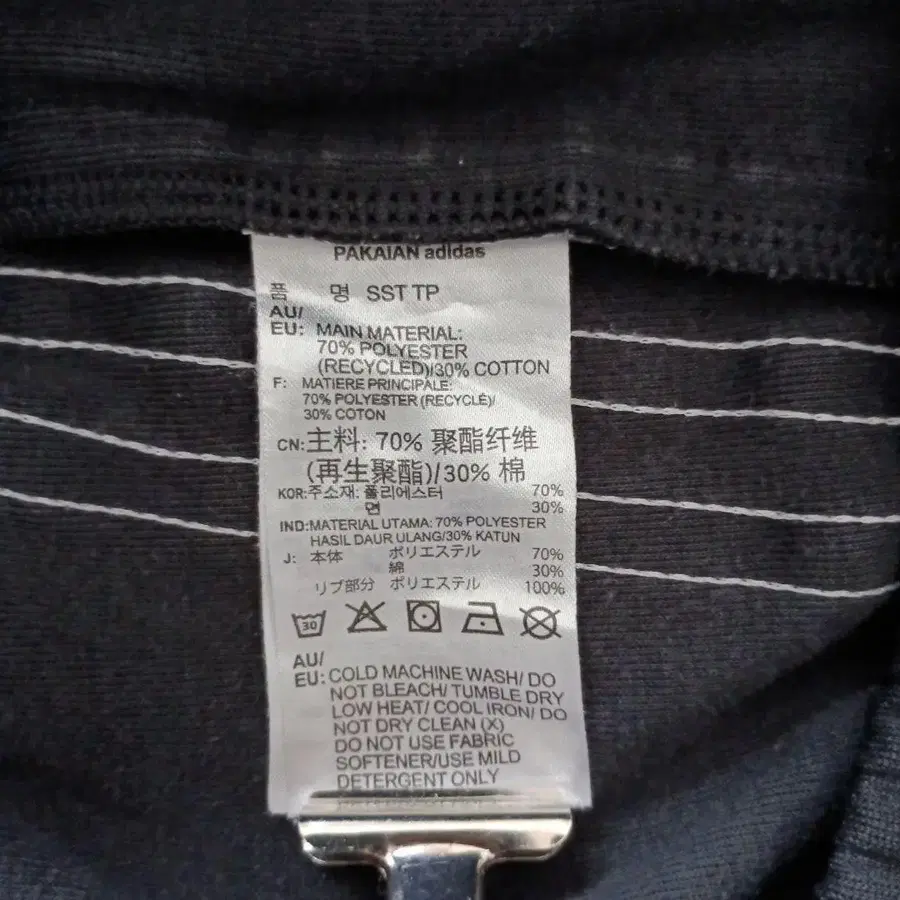 PAKAIAN adidas
품 명 SST TP
AU/
EU: MAIN MATERIAL:
70% POLYESTER
(RECYCLED)/30% COTTON
F: MATIERE PRINCIPALE:
70% POLYESTER (RECYCLÉ)/
30% COTON
CN:主料: 70% 聚酯纤维
(再生聚酯)/30% 棉
KOR:주소재: 폴리에스터 70%
면 30%
IND:MATERIAL UTAMA: 70% POLYESTER
HASIL DAUR ULANG/30% KATUN
J: 本体 ポリエステル 70%
綿 30%
リブ部分 ポリエステル 100%
30
AU/
EU: COLD MACHINE WASH/ DO
NOT BLEACH/ TUMBLE DRY
LOW HEAT/ COOL IRON/ DO
NOT DRY CLEAN (X)
DO NOT USE FABRIC
SOFTENER/USE MILD
DETERGENT ONLY